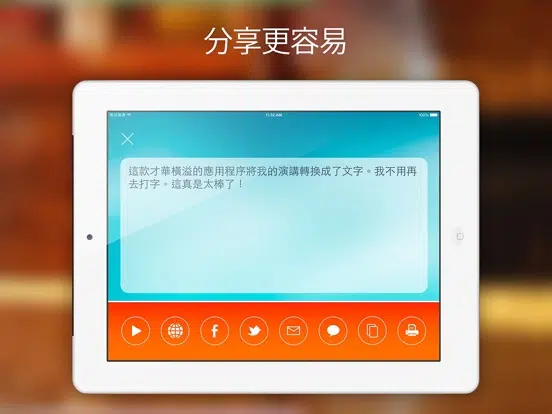 分享更容易
11:52 AM
100%
這款才華橫溢的應用程序將我的演講轉換成了文字。我不用再
去打字。這真是太棒了！